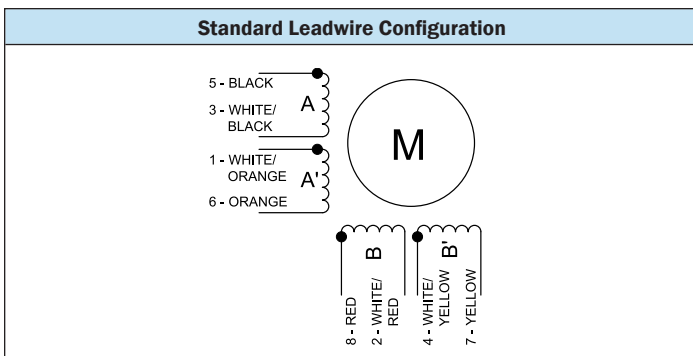 Standard Leadwire Configuration
5 - BLACK
3 - WHITE/
BLACK
A
1 - WHITE/
ORANGE
A'
6 - ORANGE
M
B
B'
8 - RED
2 - WHITE/
RED
4 - WHITE/
YELLOW
7 - YELLOW